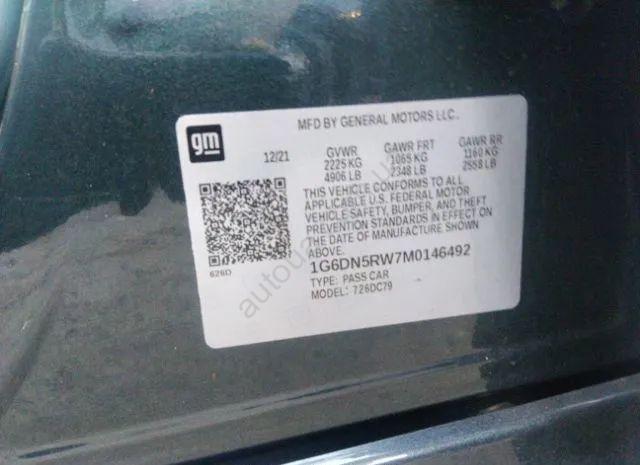 MFD BY GENERAL MOTORS LLC.
gm
12/21
GVWR GAWR FRT GAWR RR
2225 KG 1065 KG 1160 KG
4906 LB 2348 LB 2558 LB
THIS VEHICLE CONFORMS TO ALL
APPLICABLE U.S. FEDERAL MOTOR
VEHICLE SAFETY, BUMPER, AND THEFT
PREVENTION STANDARDS IN EFFECT ON
THE DATE OF MANUFACTURE SHOWN
ABOVE.
626D
1G6DN5RW7M0146492
TYPE: PASS CAR
MODEL: 726DC79